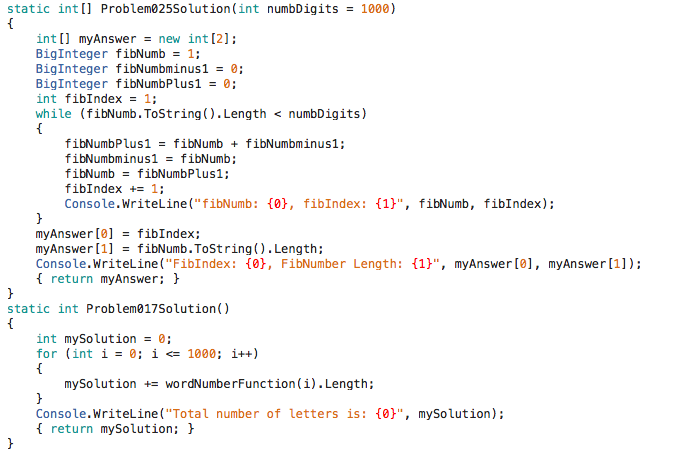 static int[] Problem025Solution(int numbDigits = 1000)
{
int[] myAnswer = new int[2];
BigInteger fibNumb = 1;
BigInteger fibNumbminus1 = 0;
BigInteger fibNumbPlus1 = 0;
int fibIndex = 1;
while (fibNumb.ToString().Length < numbDigits)
{
fibNumbPlus1 = fibNumb + fibNumbminus1;
fibNumbminus1 = fibNumb;
fibNumb = fibNumbPlus1;
fibIndex += 1;
Console.WriteLine("fibNumb: {0}, fibIndex: {1}", fibNumb, fibIndex);
}
myAnswer[0] = fibIndex;
myAnswer[1] = fibNumb.ToString().Length;
Console.WriteLine("FibIndex: {0}, FibNumber Length: {1}", myAnswer[0], myAnswer[1]);
{ return myAnswer; }
}
static int Problem017Solution()
{
int mySolution = 0;
for (int i = 0; i <= 1000; i++)
{
mySolution += wordNumberFunction(i).Length;
}
Console.WriteLine("Total number of letters is: {0}", mySolution);
{ return mySolution; }
}